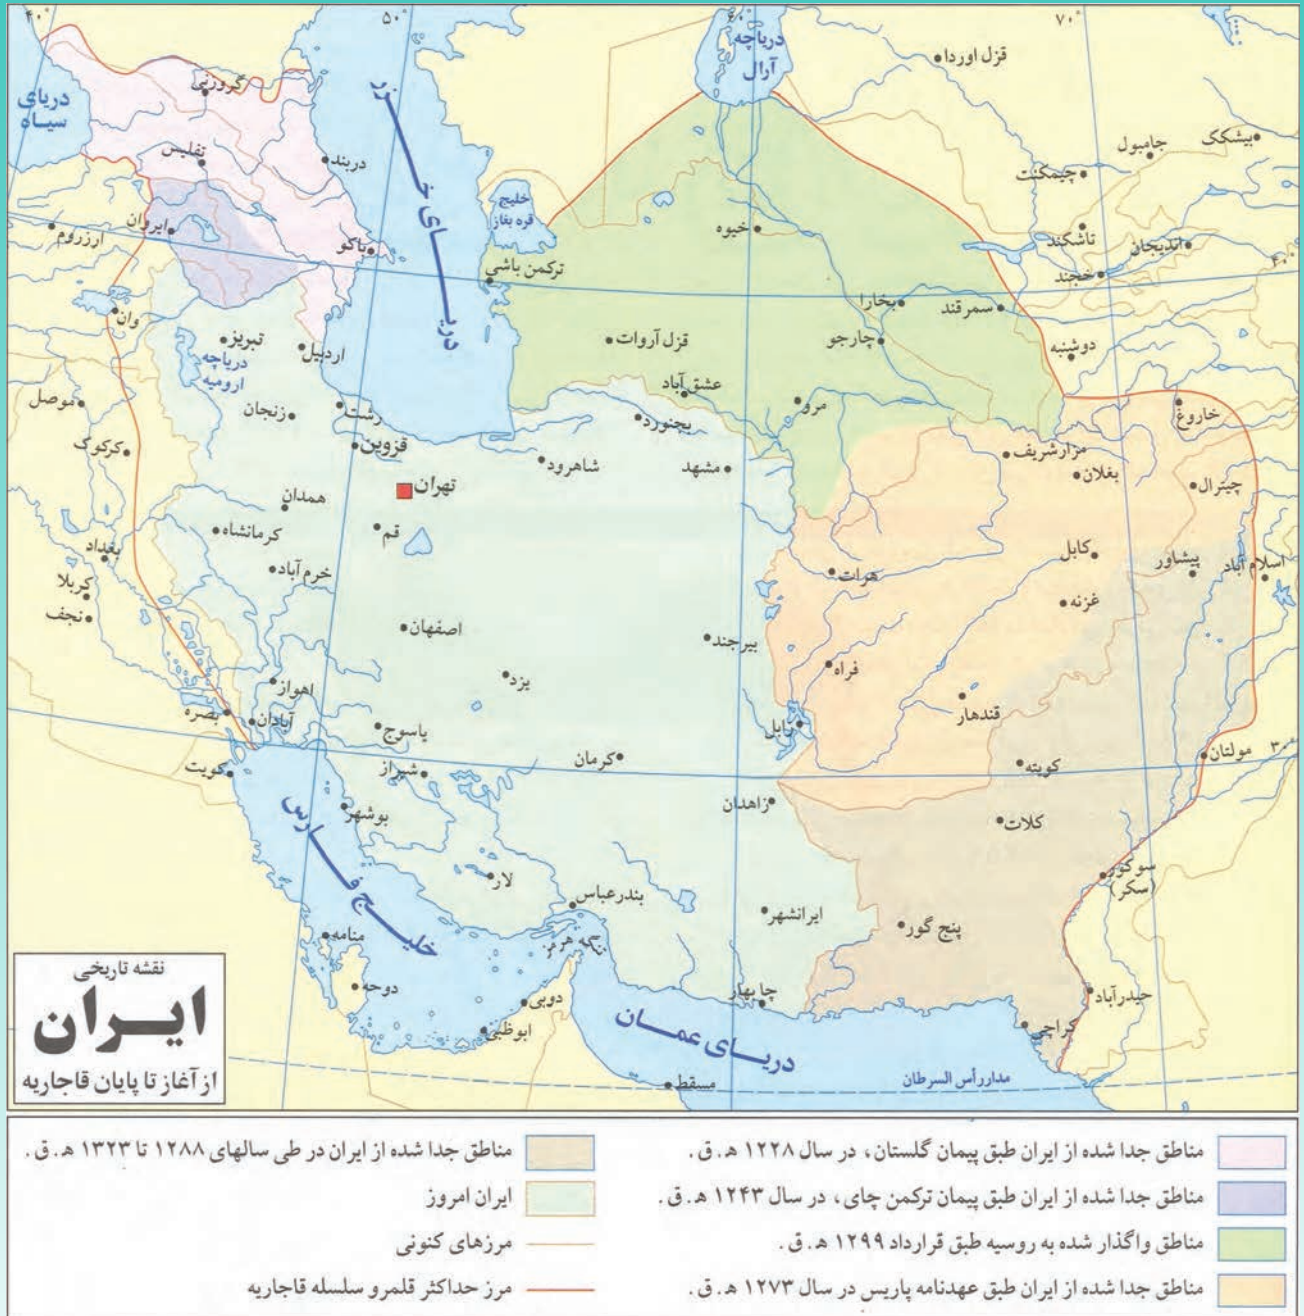 ۴۰°
۵۰°
۶۰°
۷۰°
دریاچه
آرال
قزل اوردا
گروزنی
دریای
سیاه
دریای خزر
بیشکک
جامبول
تفلیس
دربند
چیمکنت
خلیج
قره بغاز
ایروان
ارزروم
خیوه
تاشکند
اندیجان
باکو
ترکمن باشی
خجند
۴۰°
وان
بخارا
سمرقند
تبریز
دریاچه
ارومیه
اردبیل
قزل آروات
چارجو
دوشنبه
عشق آباد
موصل
زنجان
رشت
بجنورد
مرو
خاروغ
کرکوک
قزوین
شاهرود
مشهد
مزارشریف
بغلان
چیترال
تهران
همدان
کرمانشاه
قم
بغداد
خرم آباد
هرات
کابل
پیشاور
اسلام آباد
کربلا
نجف
اصفهان
بیرجند
غزنه
فراه
اهواز
یزد
بصره
آبادان
یاسوج
زابل
قندهار
مولتان
۳۰°
کویت
شیراز
کرمان
کویته
بوشهر
زاهدان
کلات
خلیج فارس
لار
بندرعباس
سوکور
(سکر)
ایرانشهر
پنج گور
منامه
تنگه هرمز
دوحه
دوبی
چابهار
حیدرآباد
ابوظبی
دریای عمان
کراچی
مسقط
مدار رأس السرطان
نقشه تاریخی
ایران
از آغاز تا پایان قاجاریه
مناطق جدا شده از ایران طبق پیمان گلستان، در سال ۱۲۲۸ ه‍.ق.
مناطق جدا شده از ایران طبق پیمان ترکمن چای، در سال ۱۲۴۳ ه‍.ق.
مناطق واگذار شده به روسیه طبق قرارداد ۱۲۹۹ ه‍.ق.
مناطق جدا شده از ایران طبق عهدنامه پاریس در سال ۱۲۷۳ ه‍.ق.
مناطق جدا شده از ایران در طی سالهای ۱۲۸۸ تا ۱۳۲۳ ه‍.ق.
ایران امروز
مرزهای کنونی
مرز حداکثر قلمرو سلسله قاجاریه